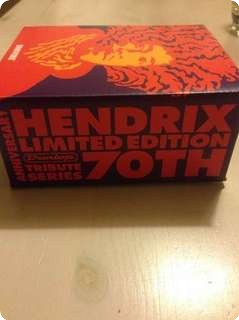 HENDRIX
LIMITED EDITION
Dunlop
TRIBUTE
SERIES
70TH
ANNIVERSARY